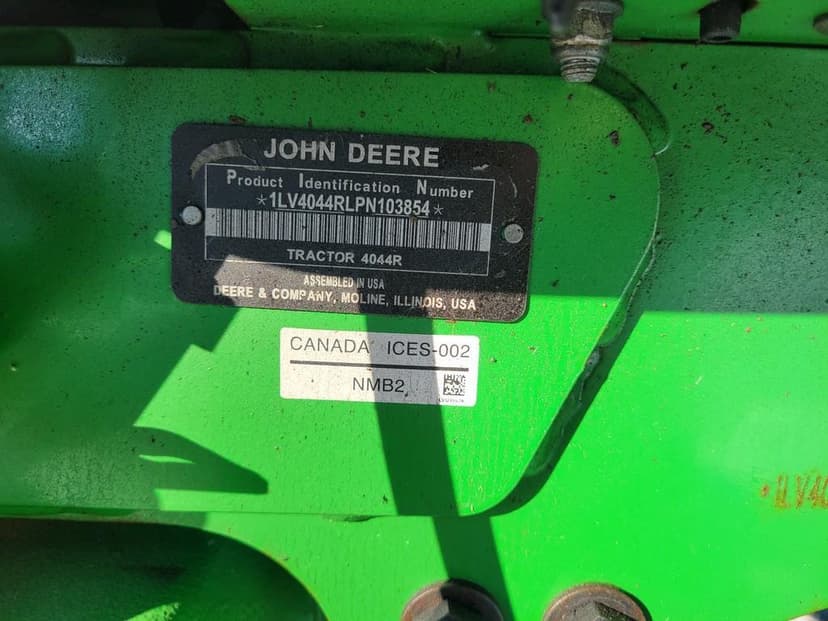 JOHN DEERE
Product Identification Number
*1LV4044RLPN103854*
TRACTOR 4044R
ASSEMBLED IN USA
DEERE & COMPANY, MOLINE, ILLINOIS, USA
CANADA ICES-002
NMB2
*1LV40